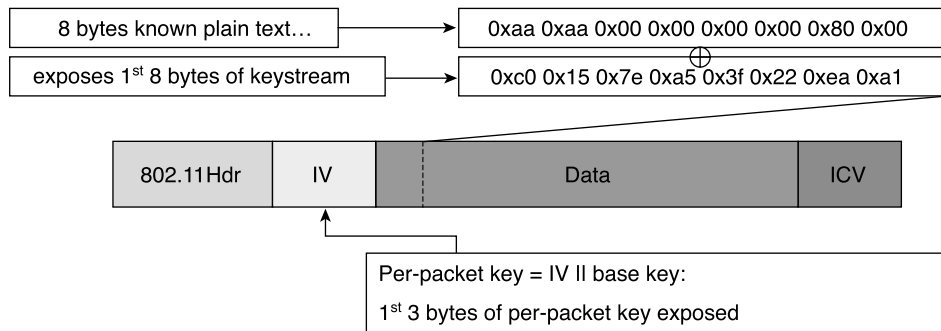 8 bytes known plain text…
0xaa 0xaa 0x00 0x00 0x00 0x00 0x80 0x00
exposes 1st 8 bytes of keystream
0xc0 0x15 0x7e 0xa5 0x3f 0x22 0xea 0xa1
802.11Hdr
IV
Data
ICV
Per-packet key = IV II base key:
1st 3 bytes of per-packet key exposed